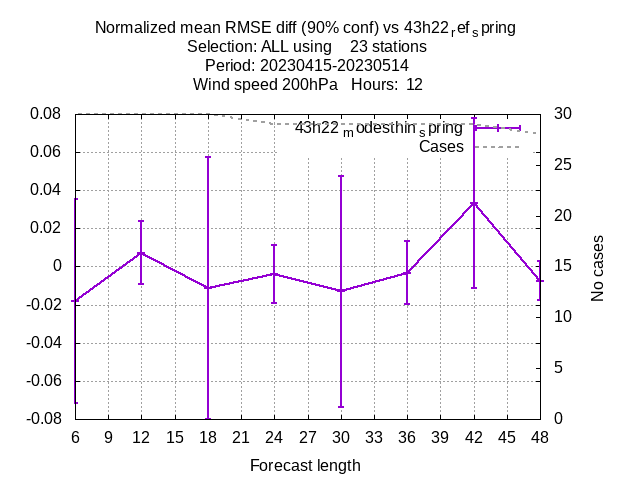 Normalized mean RMSE diff (90% conf) vs 43h22refspring
Selection: ALL using 23 stations
Period: 20230415-20230514
Wind speed 200hPa Hours: 12
43h22modesthinspring
Cases
0.08
0.06
0.04
0.02
0
-0.02
-0.04
-0.06
-0.08
30
25
20
15
10
5
0
No cases
6 9 12 15 18 21 24 27 30 33 36 39 42 45 48
Forecast length